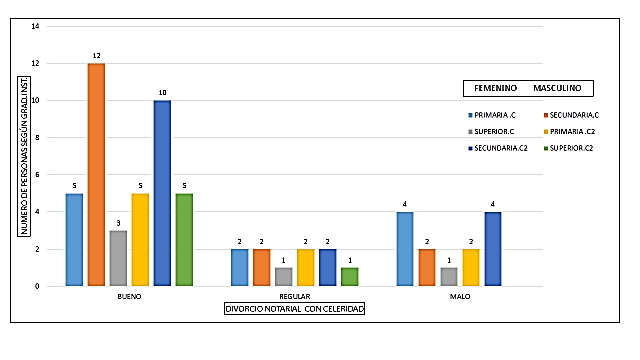 14
12
10
8
6
4
2
0
NUMERO DE PERSONAS SEGÚN GRAD.INST.
5
12
3
5
10
5
2
2
1
2
2
1
4
2
1
2
4
BUENO
REGULAR
MALO
DIVORCIO NOTARIAL CON CELERIDAD
FEMENINO MASCULINO
PRIMARIA .C SECUNDARIA.C
SUPERIOR.C PRIMARIA .C2
SECUNDARIA.C2 SUPERIOR.C2